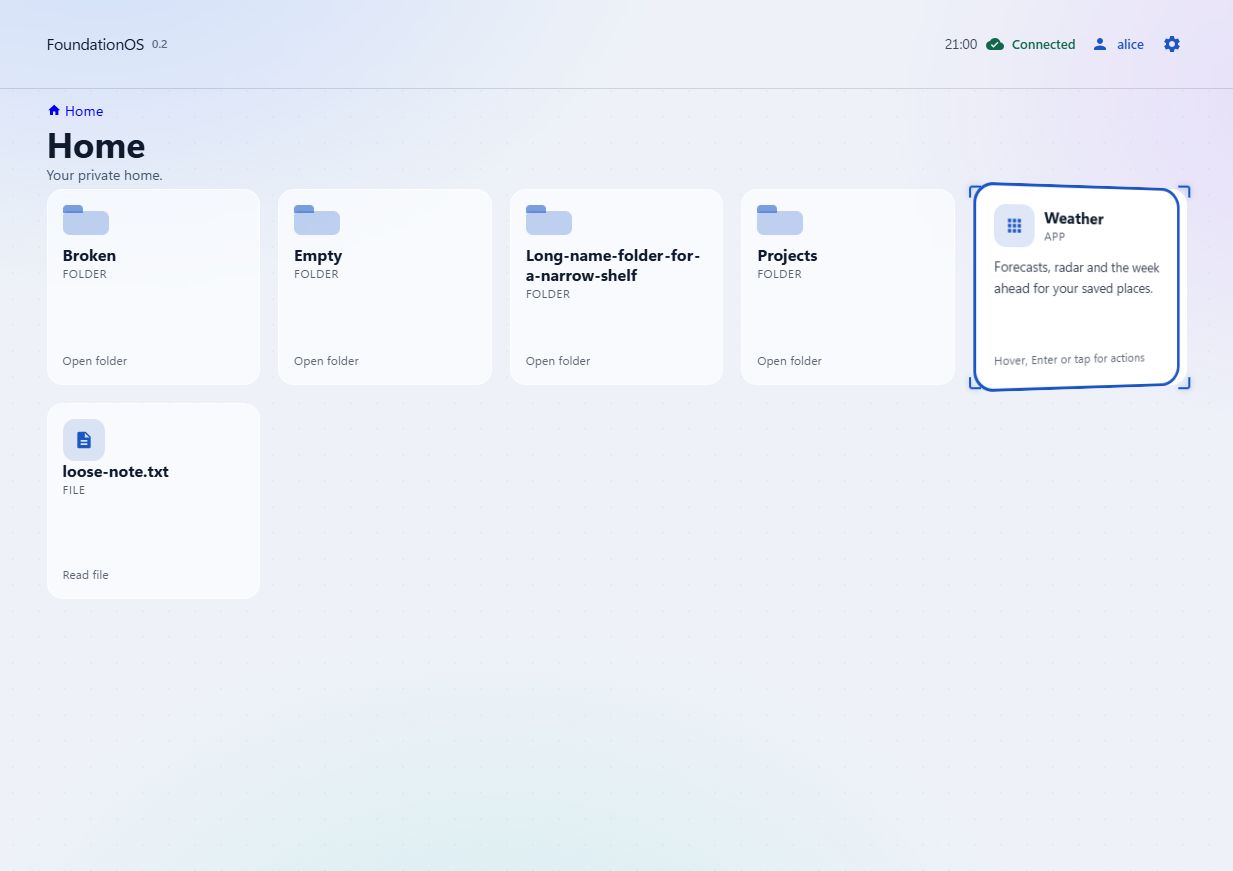 FoundationOS 0.2
21:00 Connected alice
Home
Home
Your private home.
Broken
FOLDER
Open folder
Empty
FOLDER
Open folder
Long-name-folder-for-
a-narrow-shelf
FOLDER
Open folder
Projects
FOLDER
Open folder
Weather
APP
Forecasts, radar and the week
ahead for your saved places.
Hover, Enter or tap for actions
loose-note.txt
FILE
Read file